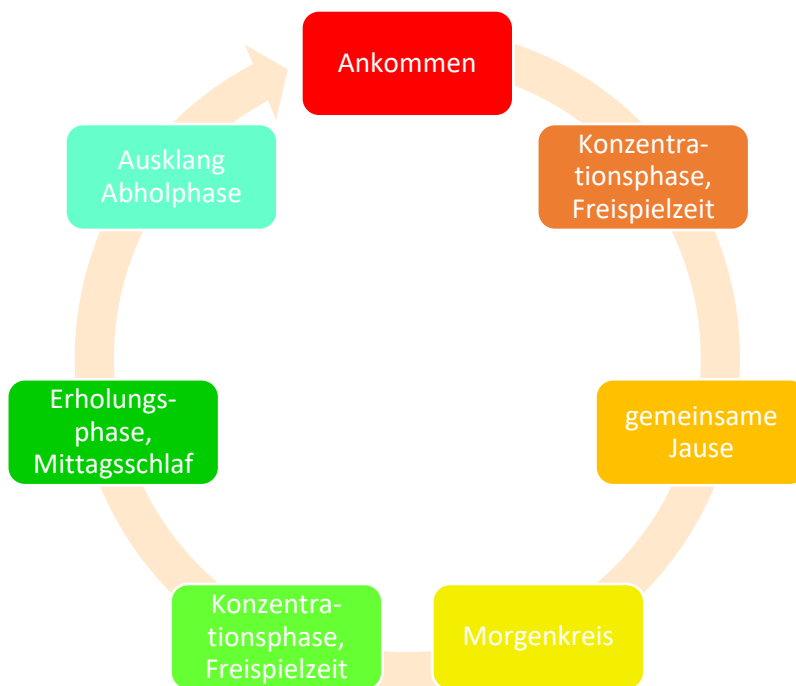 Ankommen
Konzentra-
tionsphase,
Freispielzeit
gemeinsame
Jause
Morgenkreis
Konzentra-
tionsphase,
Freispielzeit
Erholungs-
phase,
Mittagsschlaf
Ausklang
Abholphase